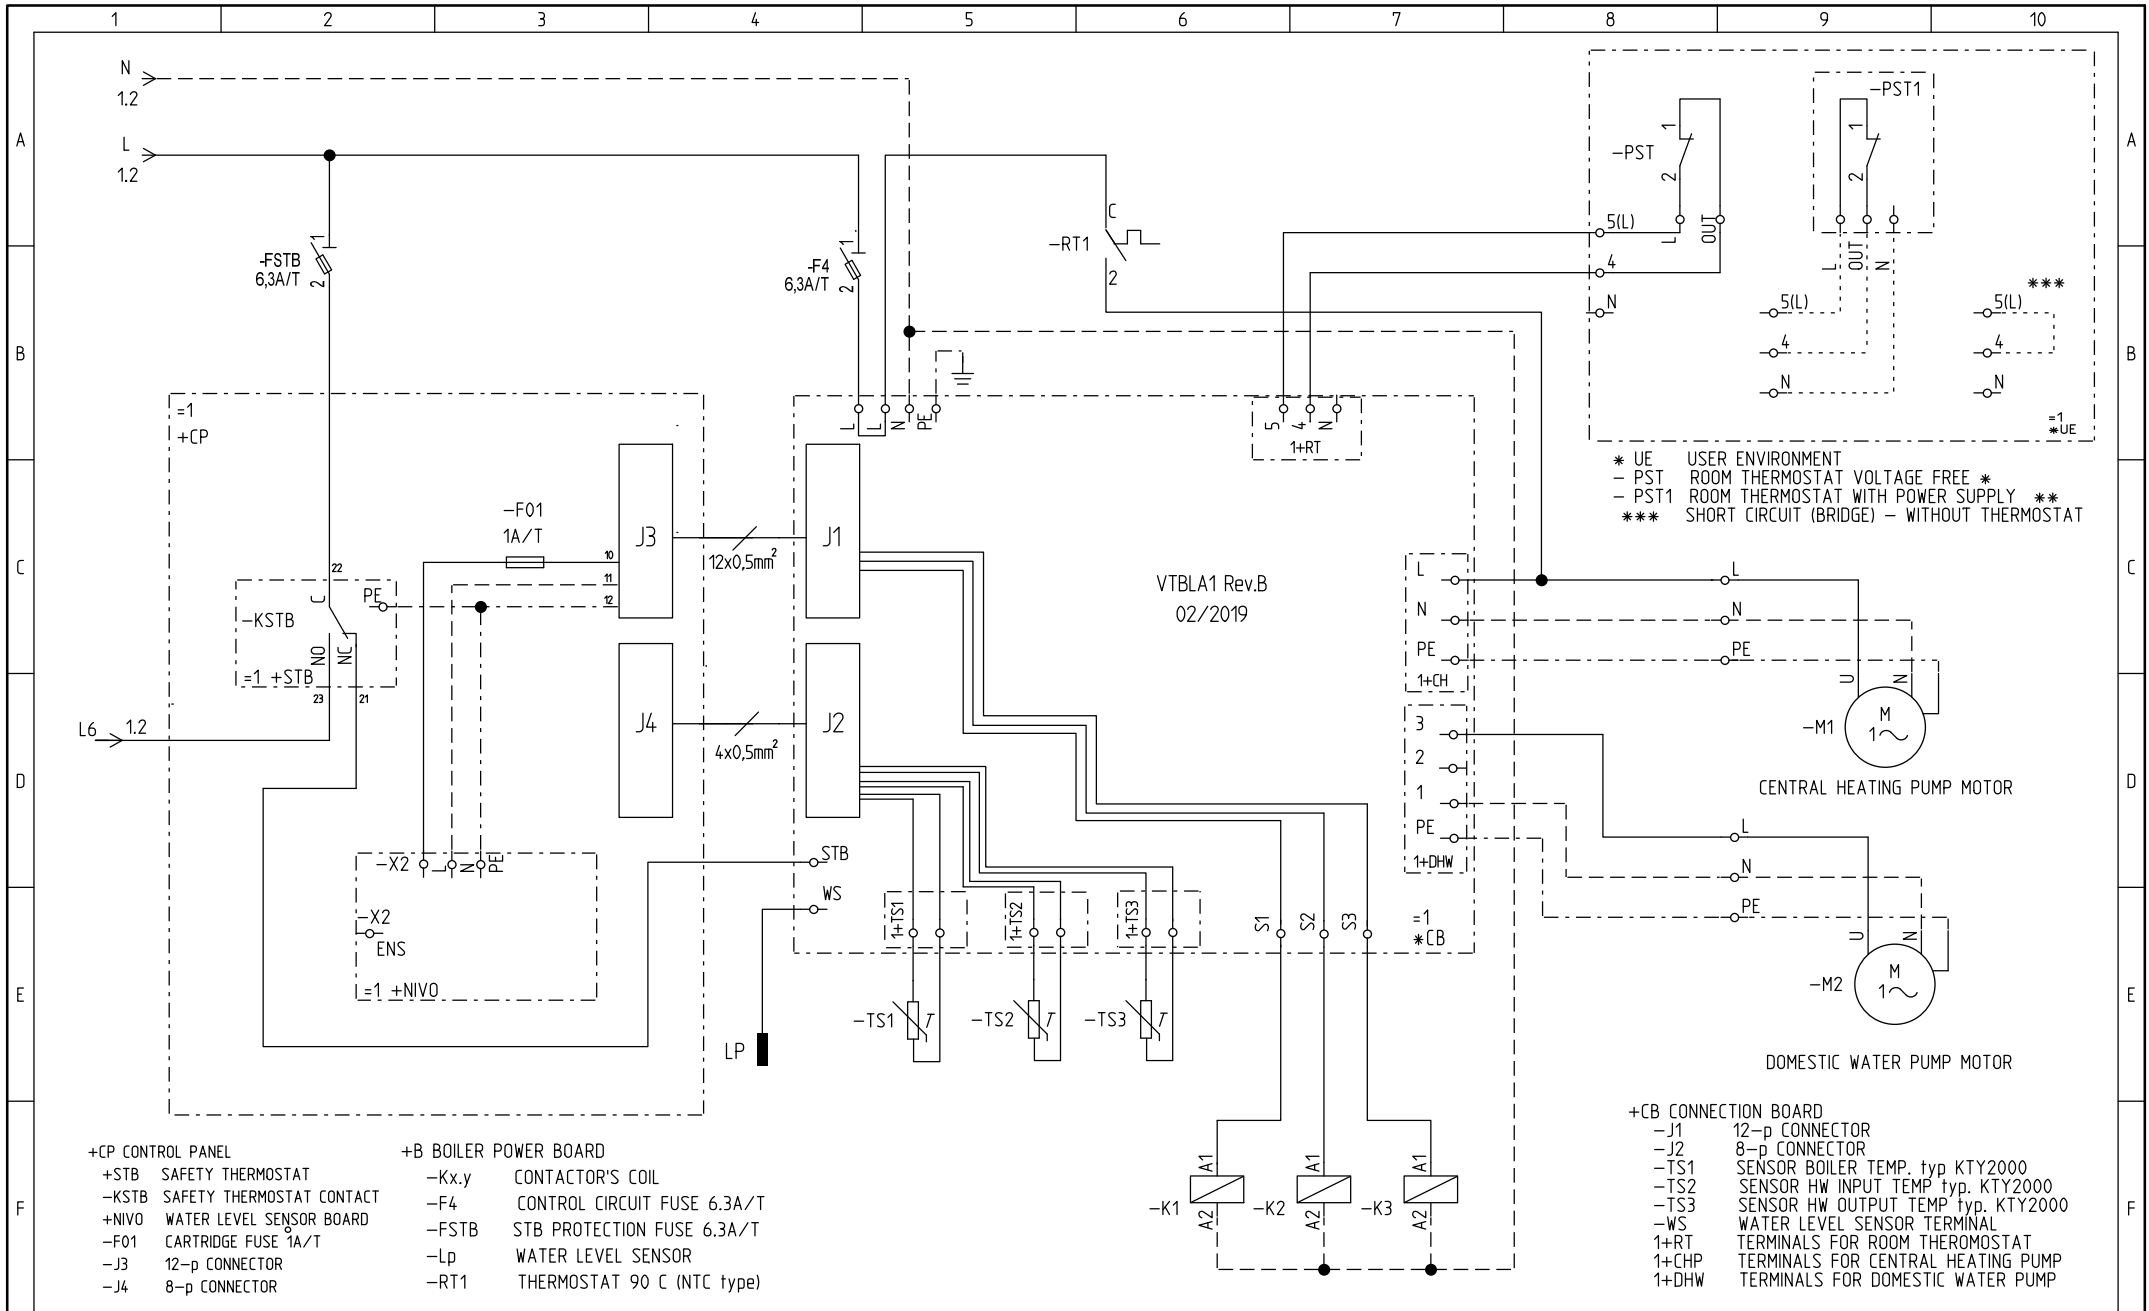 1 2 3 4 5 6 7 8 9 10
A A
B B
C C
D D
E E
F F
N
1.2
L
1.2
-FSTB
6,3A/T
1
2
-F4
6,3A/T
1
2
-RT1
C
2
-PST
1
2
L
OUT
-PST1
1
2
L
OUT
N
5(L)
4
N
5(L)
4
N
***
5(L)
4
N
=1
*UE
* UE USER ENVIRONMENT
- PST ROOM THERMOSTAT VOLTAGE FREE *
- PST1 ROOM THERMOSTAT WITH POWER SUPPLY **
*** SHORT CIRCUIT (BRIDGE) - WITHOUT THERMOSTAT
=1
+CP
L
L
N
PE
5
4
N
1+RT
-F01
1A/T
10
11
12
J3
12x0,5mm²
J1
VTBLA1 Rev.B
02/2019
22
C
PE
-KSTB
NO
NC
=1 +STB
23
21
L6
1.2
J4
4x0,5mm²
J2
L
N
PE
1+CH
L
N
PE
U
N
M
1~
-M1
CENTRAL HEATING PUMP MOTOR
3
2
1
PE
1+DHW
L
N
PE
U
N
M
1~
-M2
DOMESTIC WATER PUMP MOTOR
-X2
L
N
PE
-X2
ENS
=1 +NIVO
STB
WS
LP
1+TS1
1+TS2
1+TS3
S1
S2
S3
=1
*CB
-TS1
T
-TS2
T
-TS3
T
-K1
A1
A2
-K2
A1
A2
-K3
A1
A2
+CP CONTROL PANEL
+STB SAFETY THERMOSTAT
-KSTB SAFETY THERMOSTAT CONTACT
+NIVO WATER LEVEL SENSOR BOARD
-F01 CARTRIDGE FUSE 1A/T
-J3 12-p CONNECTOR
-J4 8-p CONNECTOR
+B BOILER POWER BOARD
-Kx.y CONTACTOR'S COIL
-F4 CONTROL CIRCUIT FUSE 6.3A/T
-FSTB STB PROTECTION FUSE 6.3A/T
-Lp WATER LEVEL SENSOR
-RT1 THERMOSTAT 90 C (NTC type)
+CB CONNECTION BOARD
-J1 12-p CONNECTOR
-J2 8-p CONNECTOR
-TS1 SENSOR BOILER TEMP. typ KTY2000
-TS2 SENSOR HW INPUT TEMP typ. KTY2000
-TS3 SENSOR HW OUTPUT TEMP typ. KTY2000
-WS WATER LEVEL SENSOR TERMINAL
1+RT TERMINALS FOR ROOM THEROMOSTAT
1+CHP TERMINALS FOR CENTRAL HEATING PUMP
1+DHW TERMINALS FOR DOMESTIC WATER PUMP